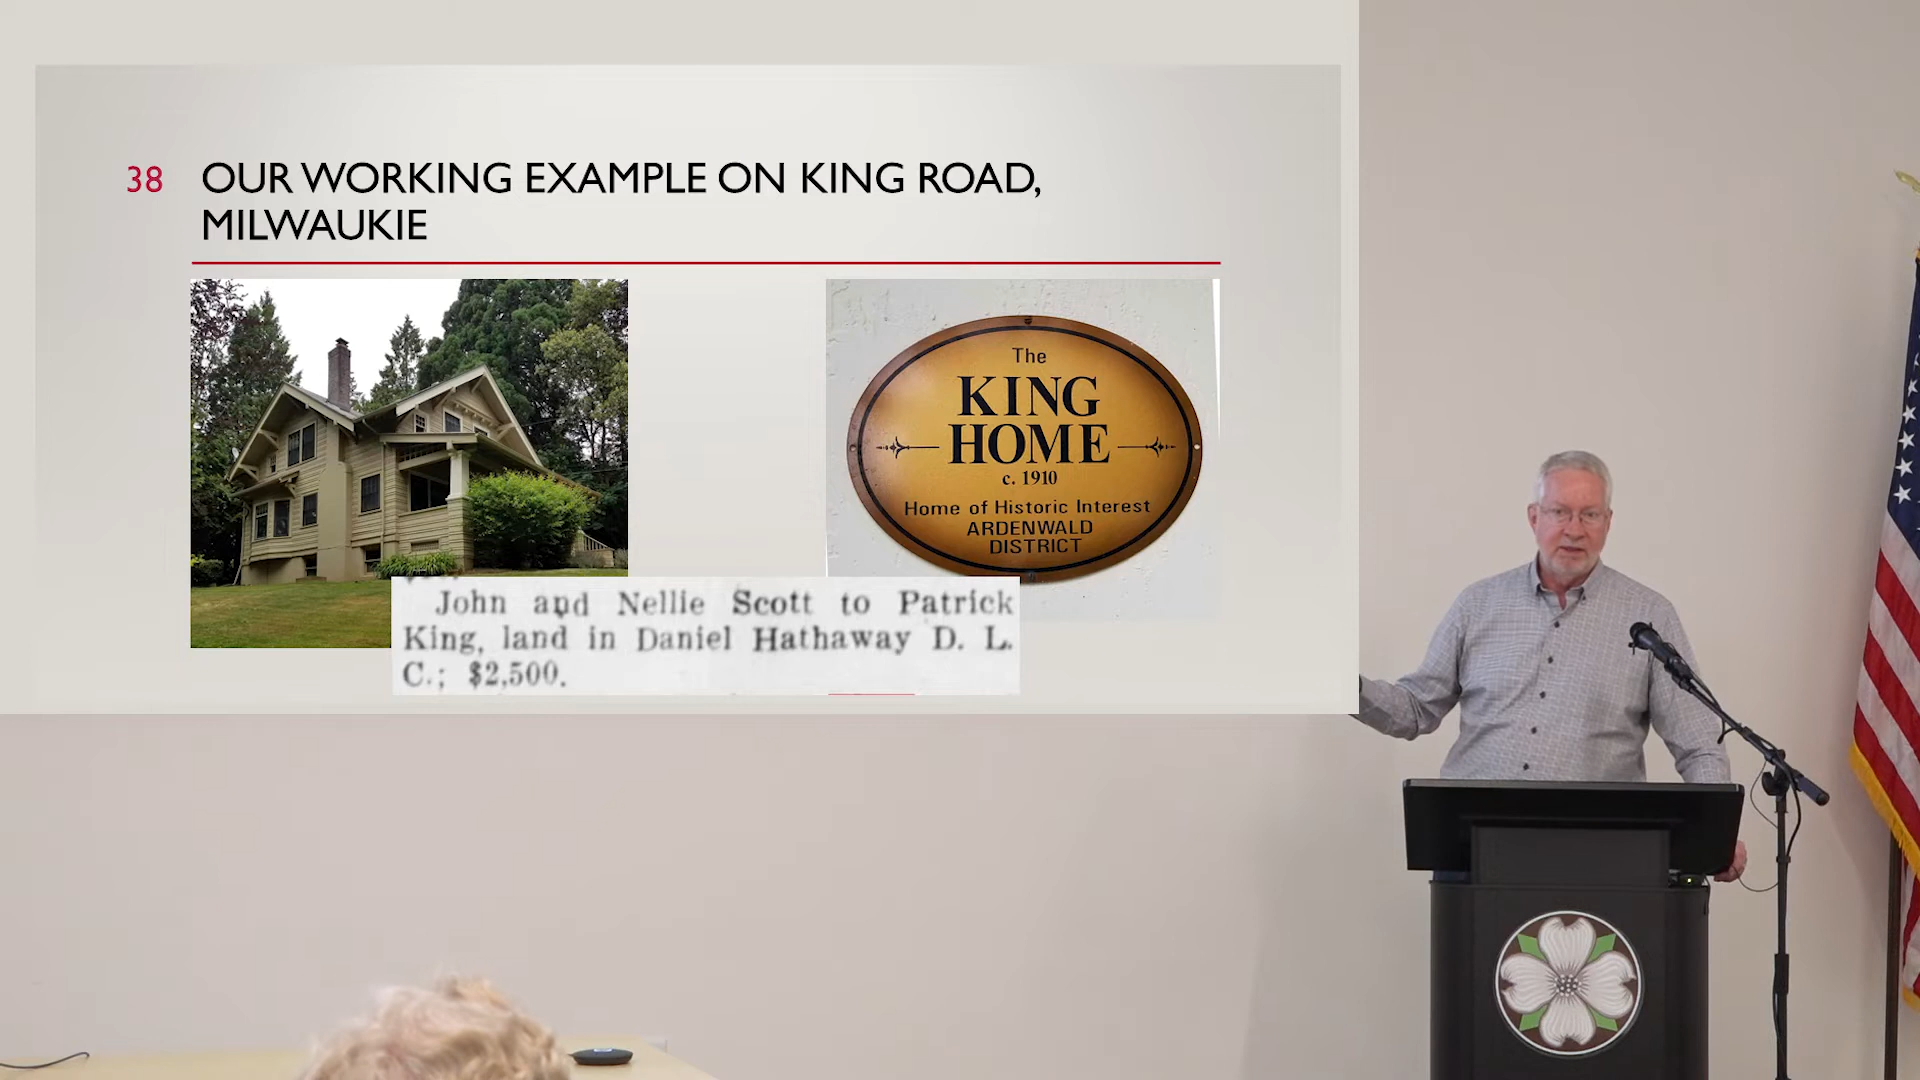 38 OUR WORKING EXAMPLE ON KING ROAD,
MILWAUKIE
The
KING
HOME
c. 1910
Home of Historic Interest
ARDENWALD
DISTRICT
John and Nellie Scott to Patrick
King, land in Daniel Hathaway D. L.
C.; $2,500.